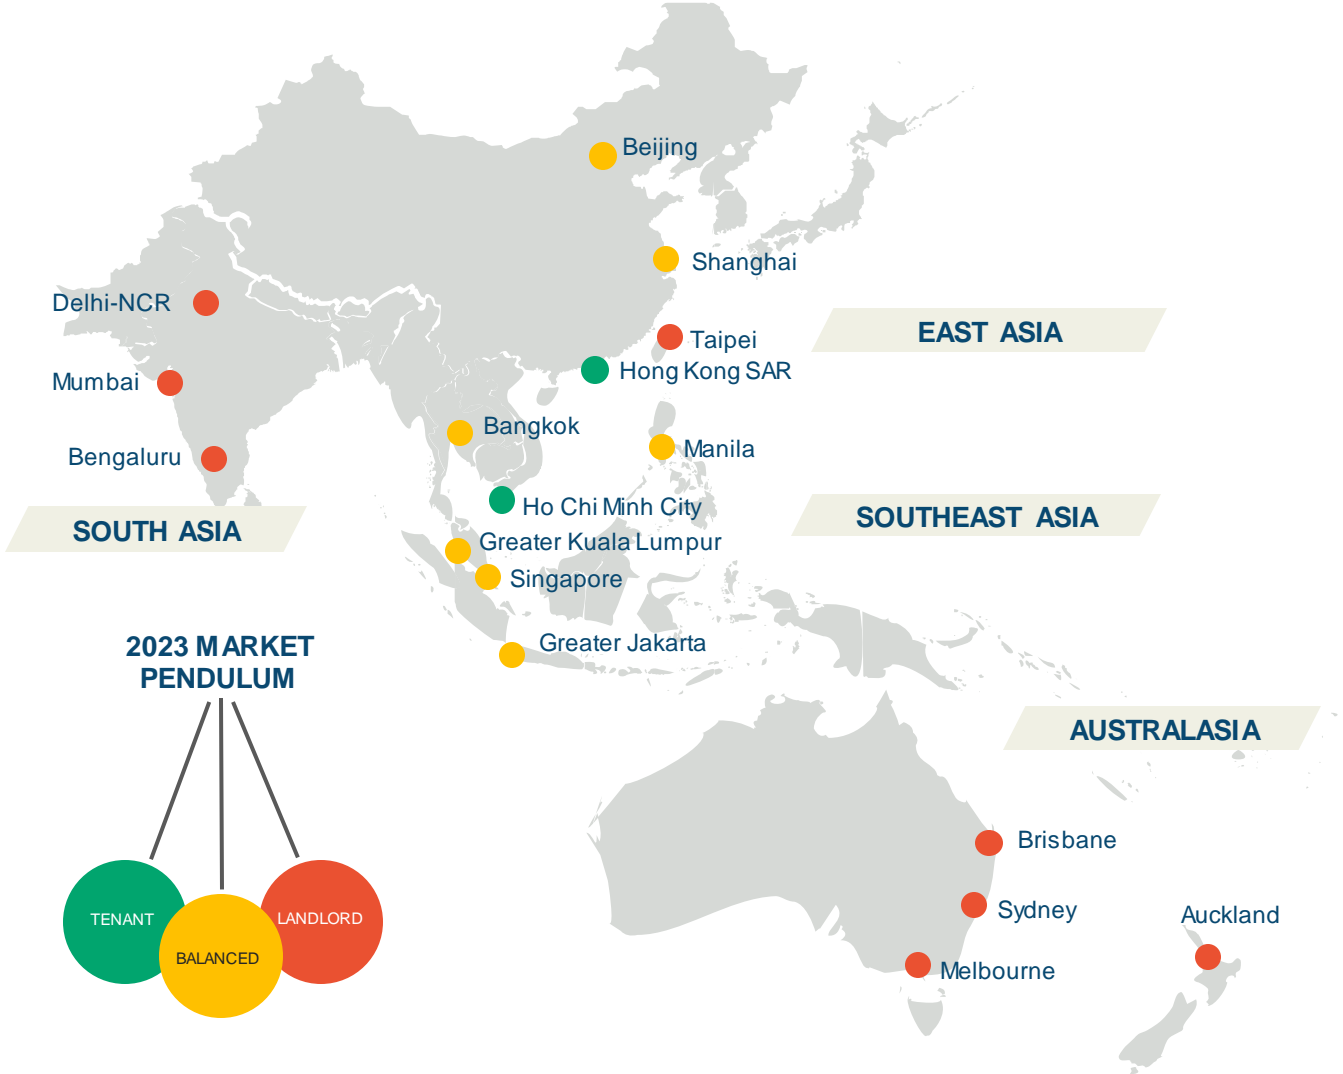 Beijing
Shanghai
Delhi-NCR
EAST ASIA
Taipei
Hong Kong SAR
Mumbai
Bangkok
Manila
Bengaluru
Ho Chi Minh City
SOUTHEAST ASIA
SOUTH ASIA
Greater Kuala Lumpur
Singapore
Greater Jakarta
2023 MARKET
PENDULUM
AUSTRALASIA
Brisbane
Sydney
Auckland
Melbourne
TENANT
LANDLORD
BALANCED